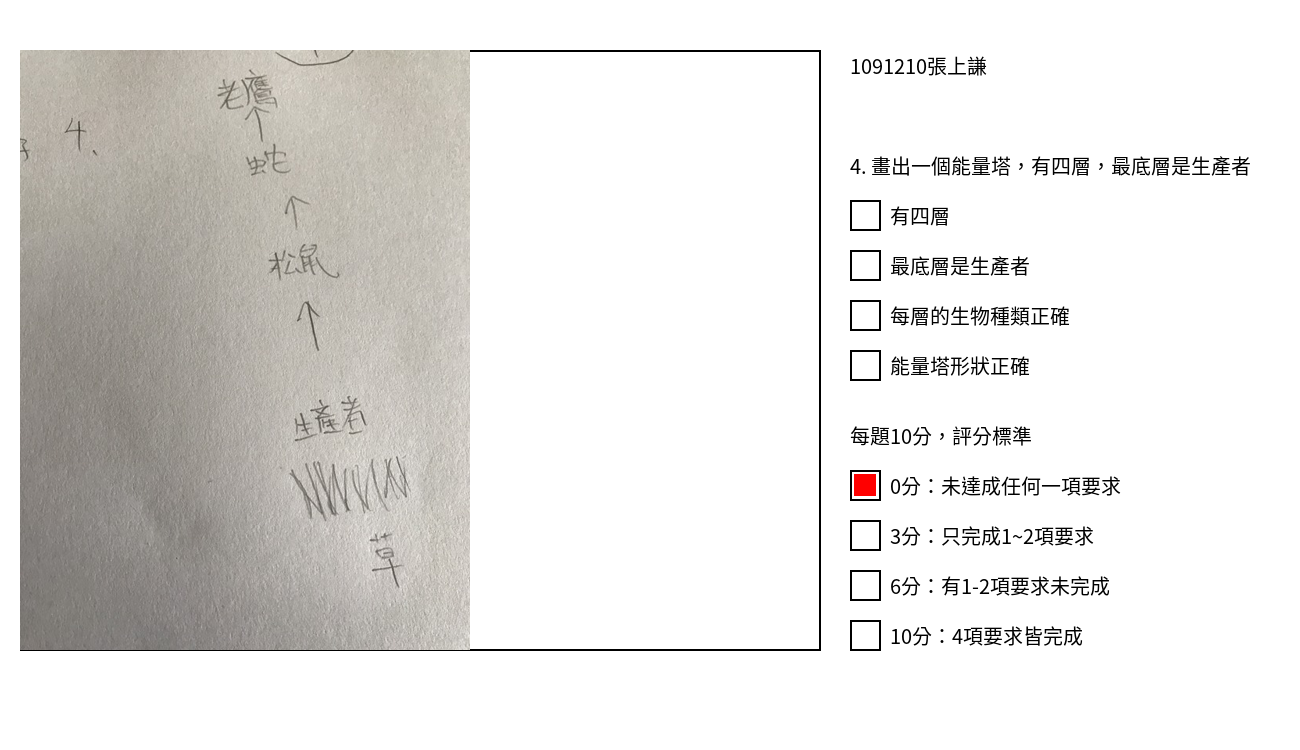 老鷹
4、
蛇
松鼠
生產者
草
1091210張上謙
4. 畫出一個能量塔，有四層，最底層是生產者
有四層
最底層是生產者
每層的生物種類正確
能量塔形狀正確
每題10分，評分標準
0分：未達成任何一項要求
3分：只完成1~2項要求
6分：有1-2項要求未完成
10分：4項要求皆完成